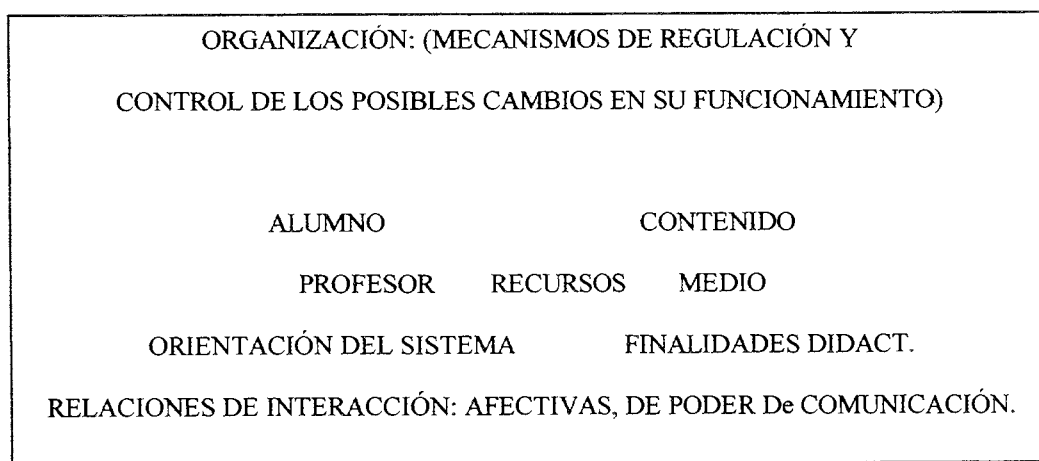 ORGANIZACIÓN: (MECANISMOS DE REGULACIÓN Y
CONTROL DE LOS POSIBLES CAMBIOS EN SU FUNCIONAMIENTO)
ALUMNO CONTENIDO
PROFESOR RECURSOS MEDIO
ORIENTACIÓN DEL SISTEMA FINALIDADES DIDACT.
RELACIONES DE INTERACCIÓN: AFECTIVAS, DE PODER De COMUNICACIÓN.